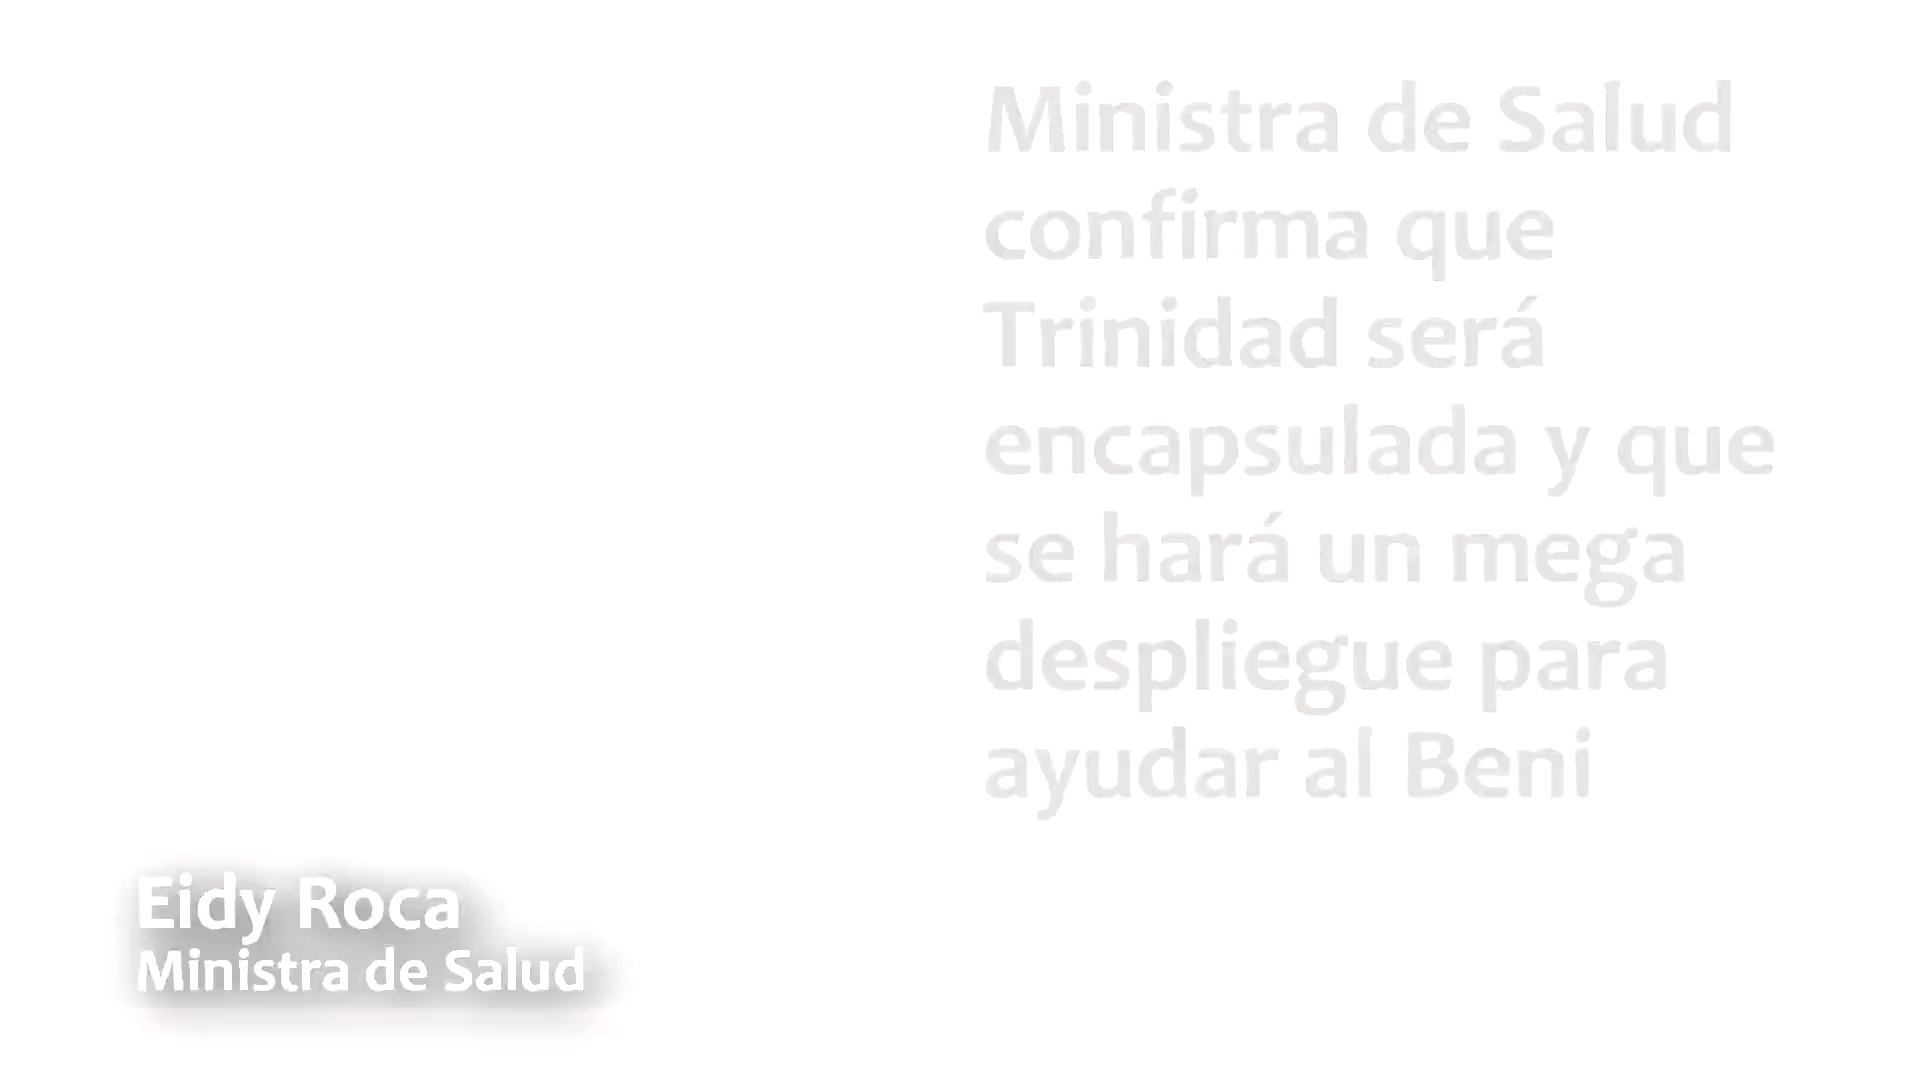 Ministra de Salud
confirma que
Trinidad será
encapsulada y que
se hará un mega
despliegue para
ayudar al Beni
Eidy Roca
Ministra de Salud